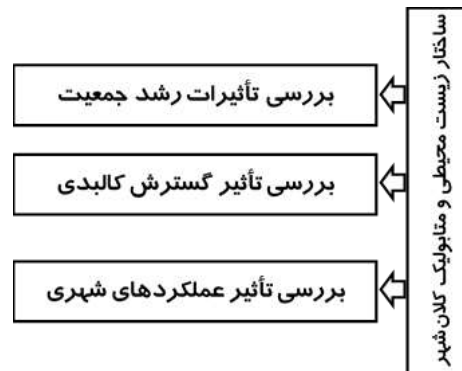 ساختار زیست محیطی و متابولیک کلان شهر
بررسی تأثیرات رشد جمعیت
بررسی تأثیر گسترش کالبدی
بررسی تأثیر عملکردهای شهری